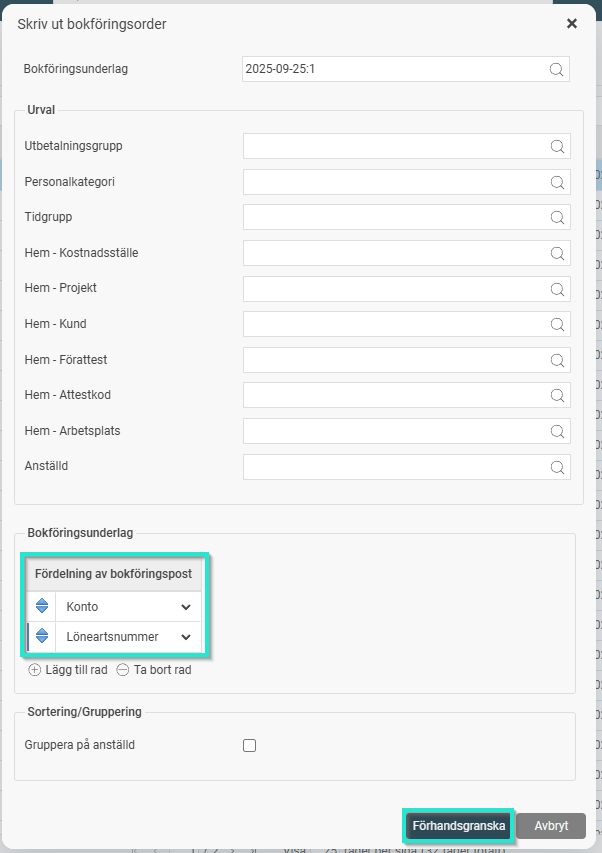 Skriv ut bokföringsorder
Bokföringsunderlag 2025-09-25:1
Urval
Utbetalningsgrupp
Personalkategori
Tidgrupp
Hem - Kostnadsställe
Hem - Projekt
Hem - Kund
Hem - Förattest
Hem - Attestkod
Hem - Arbetsplats
Anställd
Bokföringsunderlag
Fördelning av bokföringspost
Konto
Löneartsnummer
Lägg till rad Ta bort rad
Sortering/Gruppering
Gruppera på anställd
Förhandsgranska Avbryt